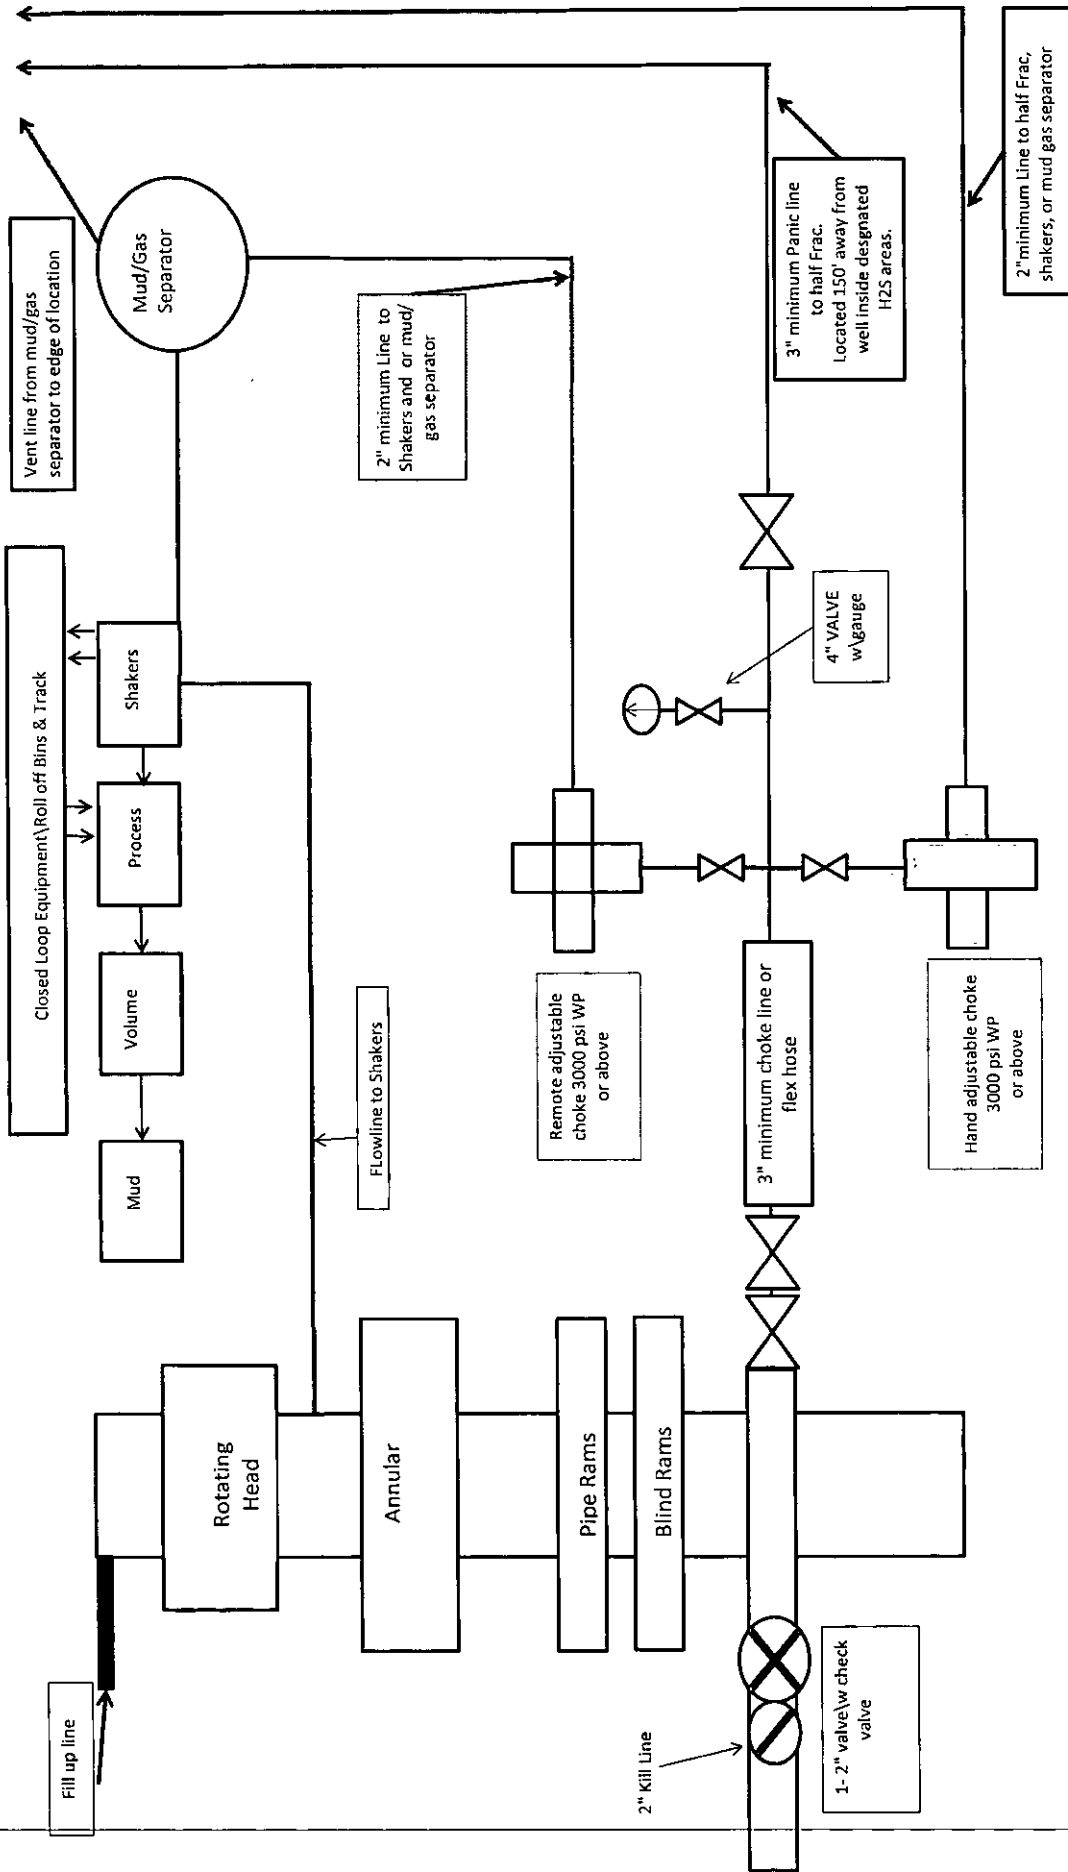 Fill up line
Rotating
Head
Annular
Pipe Rams
Blind Rams
2" Kill Line
1- 2" valve\w check
valve
Mud
Volume
Process
Shakers
Closed Loop Equipment\Roll off Bins & Track
FLowline to Shakers
Vent line from mud/gas
separator to edge of location
Mud/Gas
Separator
2" minimum Line to
Shakers and or mud/
gas separator
Remote adjustable
choke 3000 psi WP
or above
3" minimum choke line or
flex hose
Hand adjustable choke
3000 psi WP
or above
4" VALVE
w\gauge
3" minimum Panic line
to half Frac.
Located 150' away from
well inside desgnated
H2S areas.
2"minimum Line to half Frac,
shakers, or mud gas separator